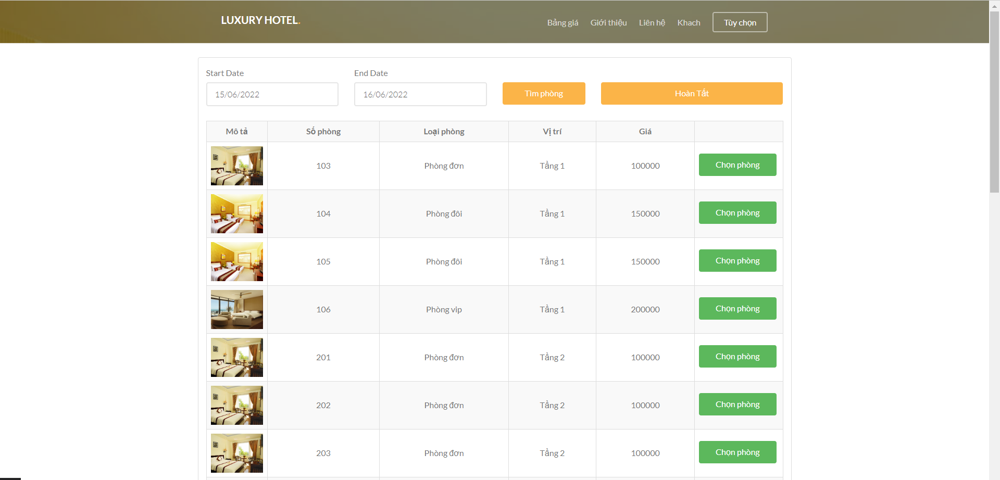 LUXURY HOTEL.
Bảng giá Giới thiệu Liên hệ Khach Tùy chọn
Start Date End Date
15/06/2022 16/06/2022 Tìm phòng Hoàn Tất
Mô tả Số phòng Loại phòng Vị trí Giá
103 Phòng đơn Tầng 1 100000 Chọn phòng
104 Phòng đôi Tầng 1 150000 Chọn phòng
105 Phòng đôi Tầng 1 150000 Chọn phòng
106 Phòng vip Tầng 1 200000 Chọn phòng
201 Phòng đơn Tầng 2 100000 Chọn phòng
202 Phòng đơn Tầng 2 100000 Chọn phòng
203 Phòng đơn Tầng 2 100000 Chọn phòng